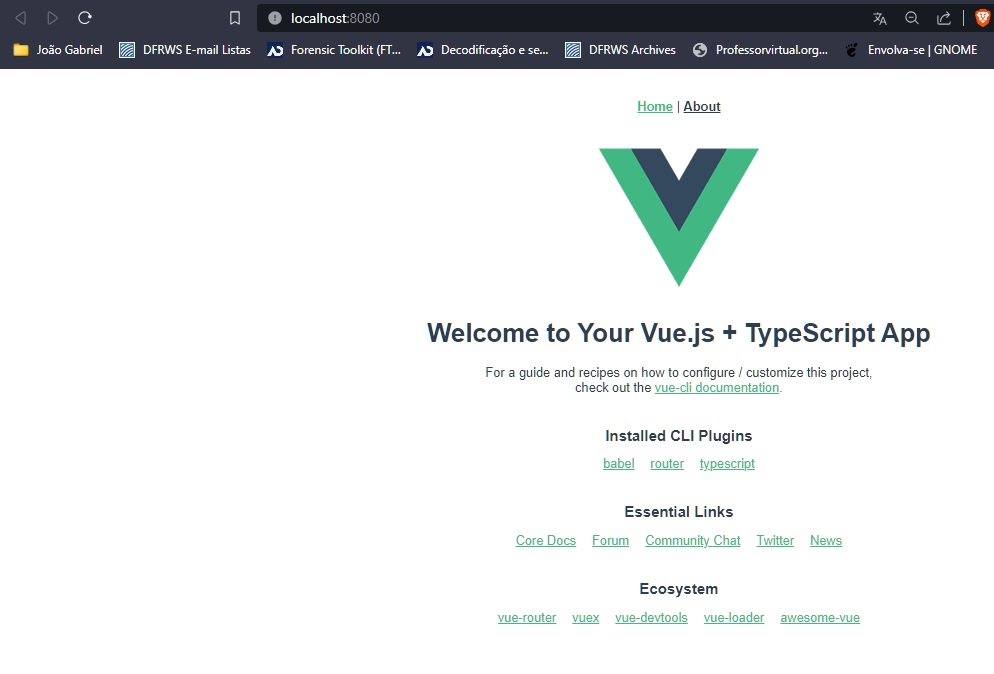 localhost:8080
João Gabriel DFRWS E-mail Listas Forensic Toolkit (FT... Decodificação e se... DFRWS Archives Professorvirtual.org... Envolva-se | GNOME
Home | About
Welcome to Your Vue.js + TypeScript App
For a guide and recipes on how to configure / customize this project,
check out the vue-cli documentation.
Installed CLI Plugins
babel router typescript
Essential Links
Core Docs Forum Community Chat Twitter News
Ecosystem
vue-router vuex vue-devtools vue-loader awesome-vue